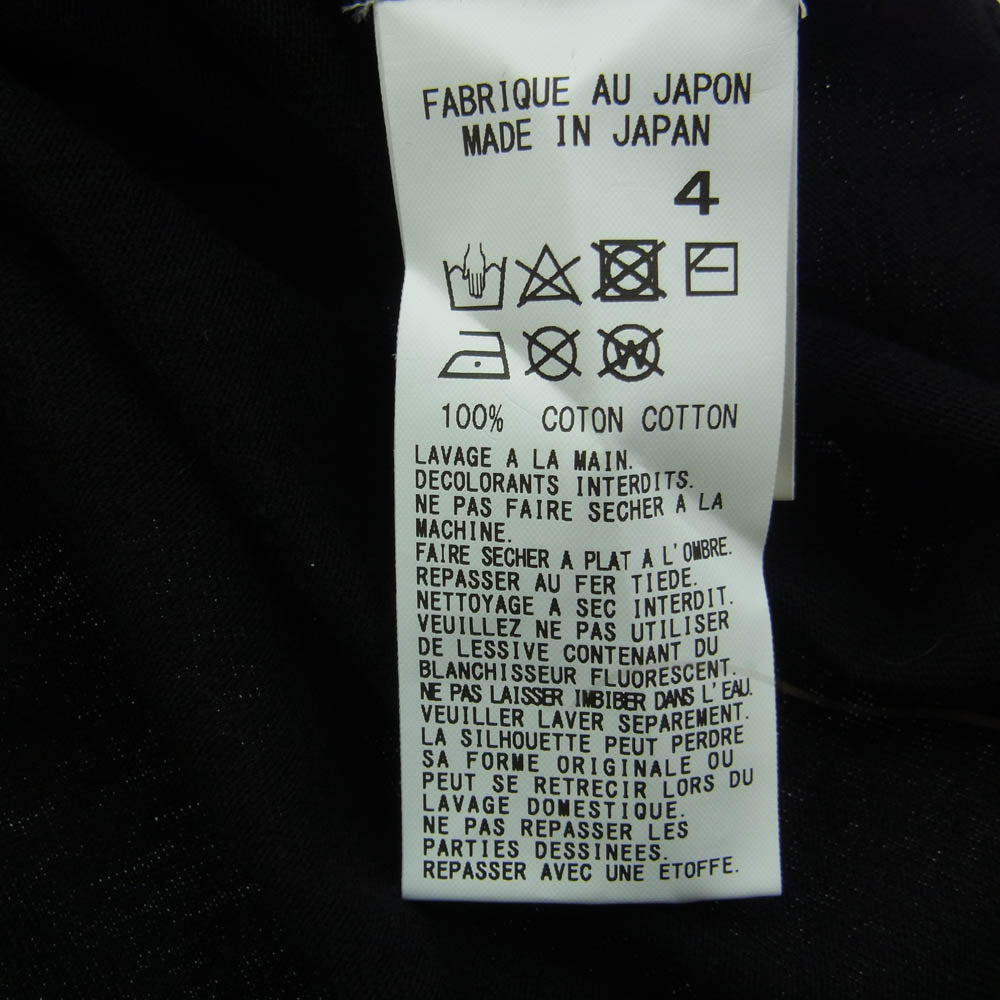 FABRIQUE AU JAPON
MADE IN JAPAN
4
W
100% COTON COTTON
LAVAGE A LA MAIN.
DECOLORANTS INTERDITS.
NE PAS FAIRE SECHER A LA
MACHINE.
FAIRE SECHER A PLAT A L'OMBRE.
REPASSER AU FER TIEDE.
NETTOYAGE A SEC INTERDIT.
VEUILLEZ NE PAS UTILISER
DE LESSIVE CONTENANT DU
BLANCHISSEUR FLUORESCENT.
NE PAS LAISSER IMBIBER DANS L'EAU.
VEUILLER LAVER SEPAREMENT.
LA SILHOUETTE PEUT PERDRE
SA FORME ORIGINALE OU
PEUT SE RETRECIR LORS DU
LAVAGE DOMESTIQUE.
NE PAS REPASSER LES
PARTIES DESSINEES.
REPASSER AVEC UNE ETOFFE.